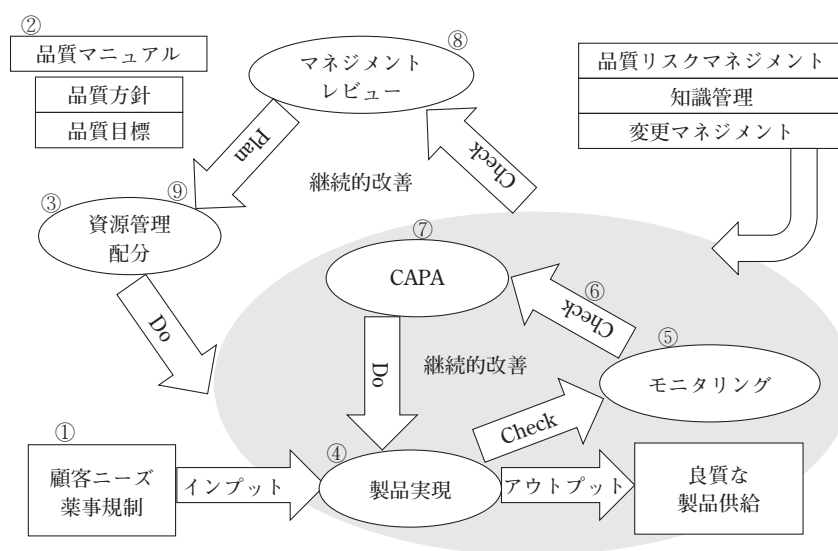 ②
品質マニュアル
品質方針
品質目標
⑧
マネジメント
レビュー
品質リスクマネジメント
知識管理
変更マネジメント
Plan
Check
継続的改善
③
⑨
資源管理
配分
⑦
CAPA
⑥
Check
Do
Do
継続的改善
⑤
モニタリング
Check
①
顧客ニーズ
薬事規制
インプット
④
製品実現
アウトプット
良質な
製品供給